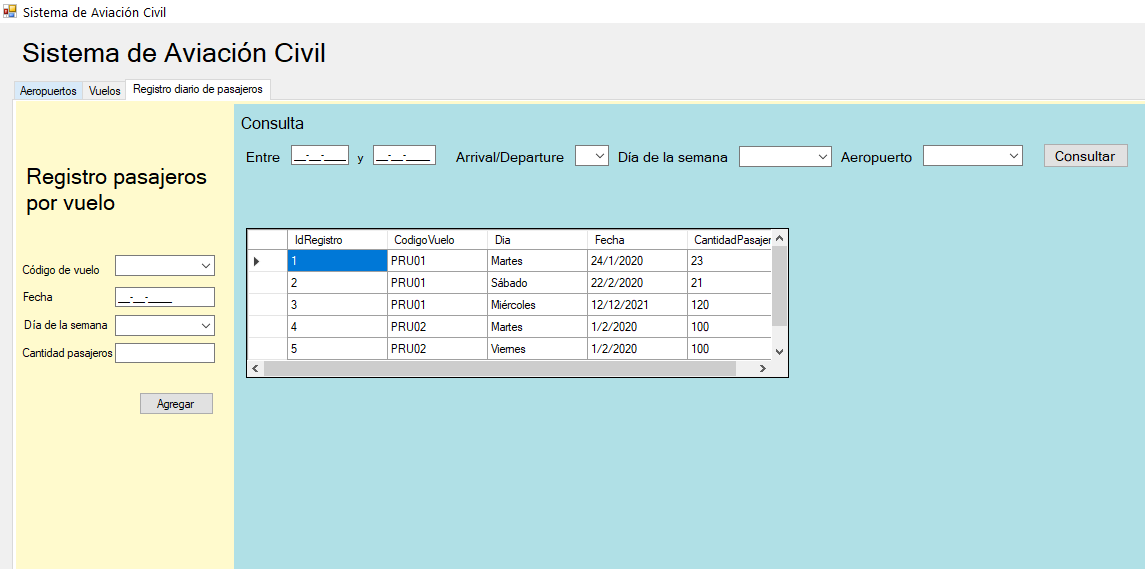 Sistema de Aviación Civil
Sistema de Aviación Civil
Aeropuertos Vuelos Registro diario de pasajeros
Registro pasajeros
por vuelo
Código de vuelo
Fecha __-__-____
Día de la semana
Cantidad pasajeros
Agregar
Consulta
Entre __-__-____ y __-__-____ Arrival/Departure Día de la semana Aeropuerto Consultar
IdRegistro CodigoVuelo Dia Fecha CantidadPasajer
1 PRU01 Martes 24/1/2020 23
2 PRU01 Sábado 22/2/2020 21
3 PRU01 Miércoles 12/12/2021 120
4 PRU02 Martes 1/2/2020 100
5 PRU02 Viernes 1/2/2020 100